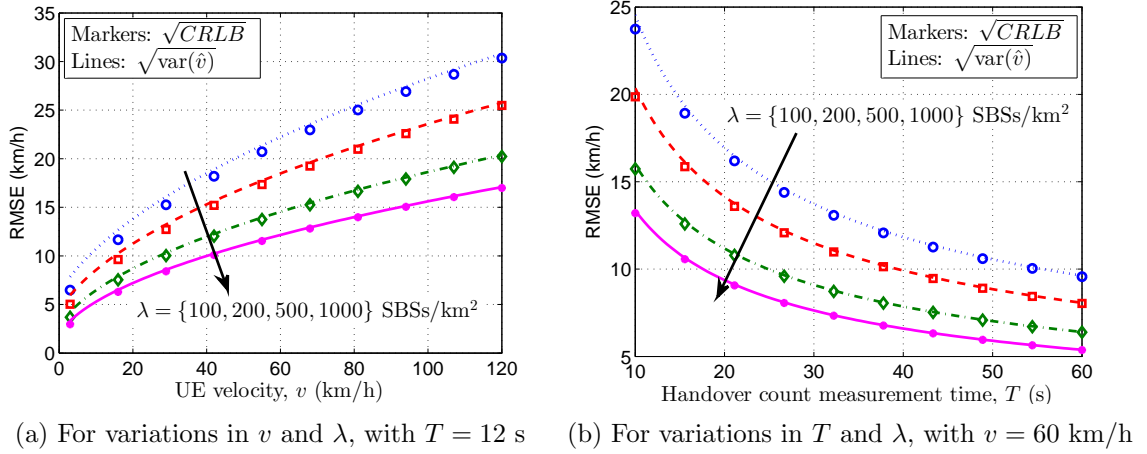 Markers: √CRLB
Lines: √var(v̂)
RMSE (km/h)
35
30
25
20
15
10
5
0
λ = {100, 200, 500, 1000} SBSs/km²
0 20 40 60 80 100 120
UE velocity, v (km/h)
(a) For variations in v and λ, with T = 12 s
Markers: √CRLB
Lines: √var(v̂)
RMSE (km/h)
25
20
15
10
5
λ = {100, 200, 500, 1000} SBSs/km²
10 20 30 40 50 60
Handover count measurement time, T (s)
(b) For variations in T and λ, with v = 60 km/h